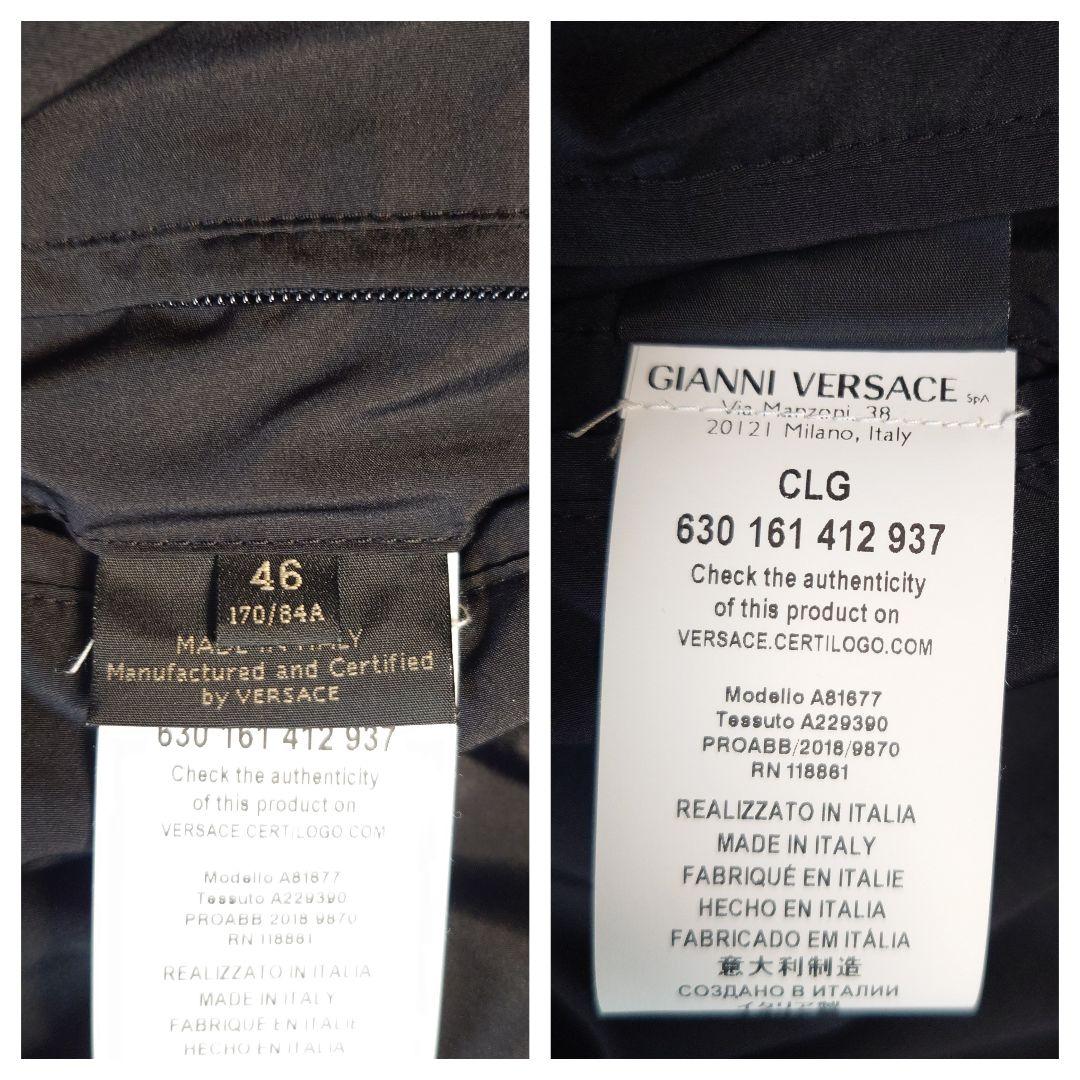 46
170/84A
MADE IN ITALY
Manufactured and Certified
by VERSACE
630 161 412 937
Check the authenticity
of this product on
VERSACE.CERTILOGO.COM
Modello A81677
Tessuto A229390
PROABB 2018 9870
RN 118861
REALIZZATO IN ITALIA
MADE IN ITALY
FABRIQUÉ EN ITALIE
HECHO EN ITALIA
GIANNI VERSACE SpA
Via Manzoni, 38
20121 Milano, Italy
CLG
630 161 412 937
Check the authenticity
of this product on
VERSACE.CERTILOGO.COM
Modello A81677
Tessuto A229390
PROABB/2018/9870
RN 118861
REALIZZATO IN ITALIA
MADE IN ITALY
FABRIQUÉ EN ITALIE
HECHO EN ITALIA
FABRICADO EM ITÁLIA
意大利制造
СОЗДАНО В ИТАЛИИ
イタリア製